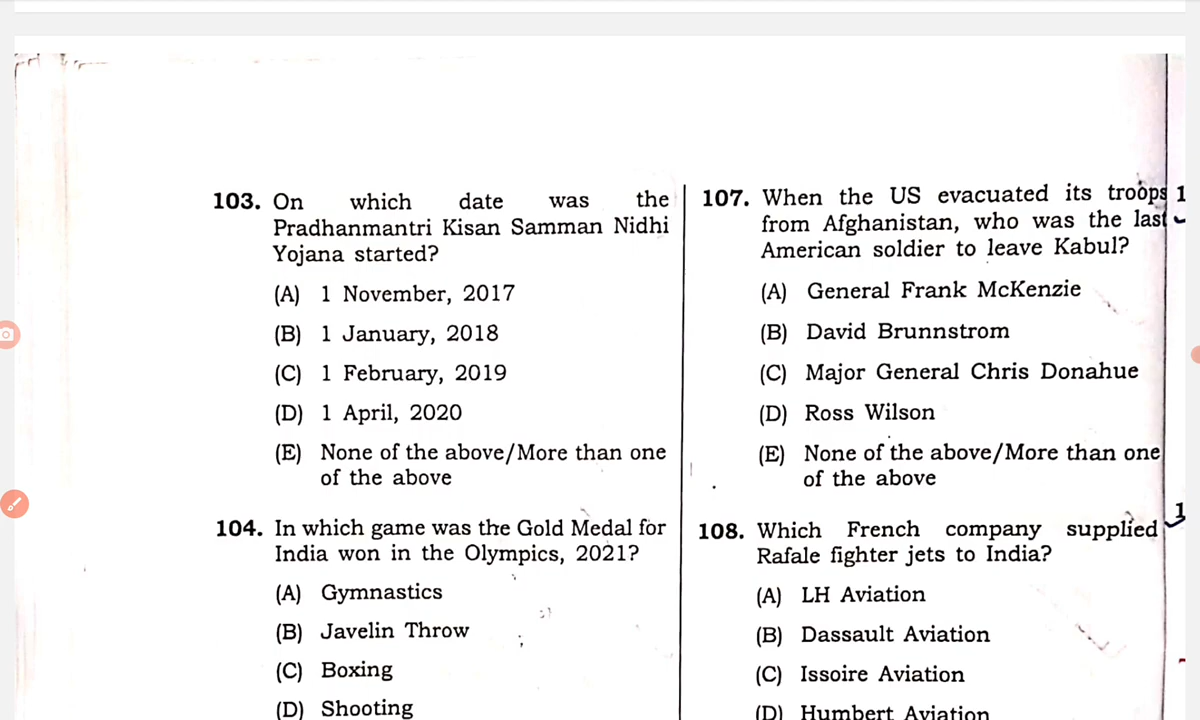 103. On which date was the
Pradhanmantri Kisan Samman Nidhi
Yojana started?
(A) 1 November, 2017
(B) 1 January, 2018
(C) 1 February, 2019
(D) 1 April, 2020
(E) None of the above/More than one
of the above
104. In which game was the Gold Medal for
India won in the Olympics, 2021?
(A) Gymnastics
(B) Javelin Throw
(C) Boxing
(D) Shooting
107. When the US evacuated its troops
from Afghanistan, who was the last
American soldier to leave Kabul?
(A) General Frank McKenzie
(B) David Brunnstrom
(C) Major General Chris Donahue
(D) Ross Wilson
(E) None of the above/More than one
of the above
108. Which French company supplied
Rafale fighter jets to India?
(A) LH Aviation
(B) Dassault Aviation
(C) Issoire Aviation
(D) Humbert Aviation
1
1